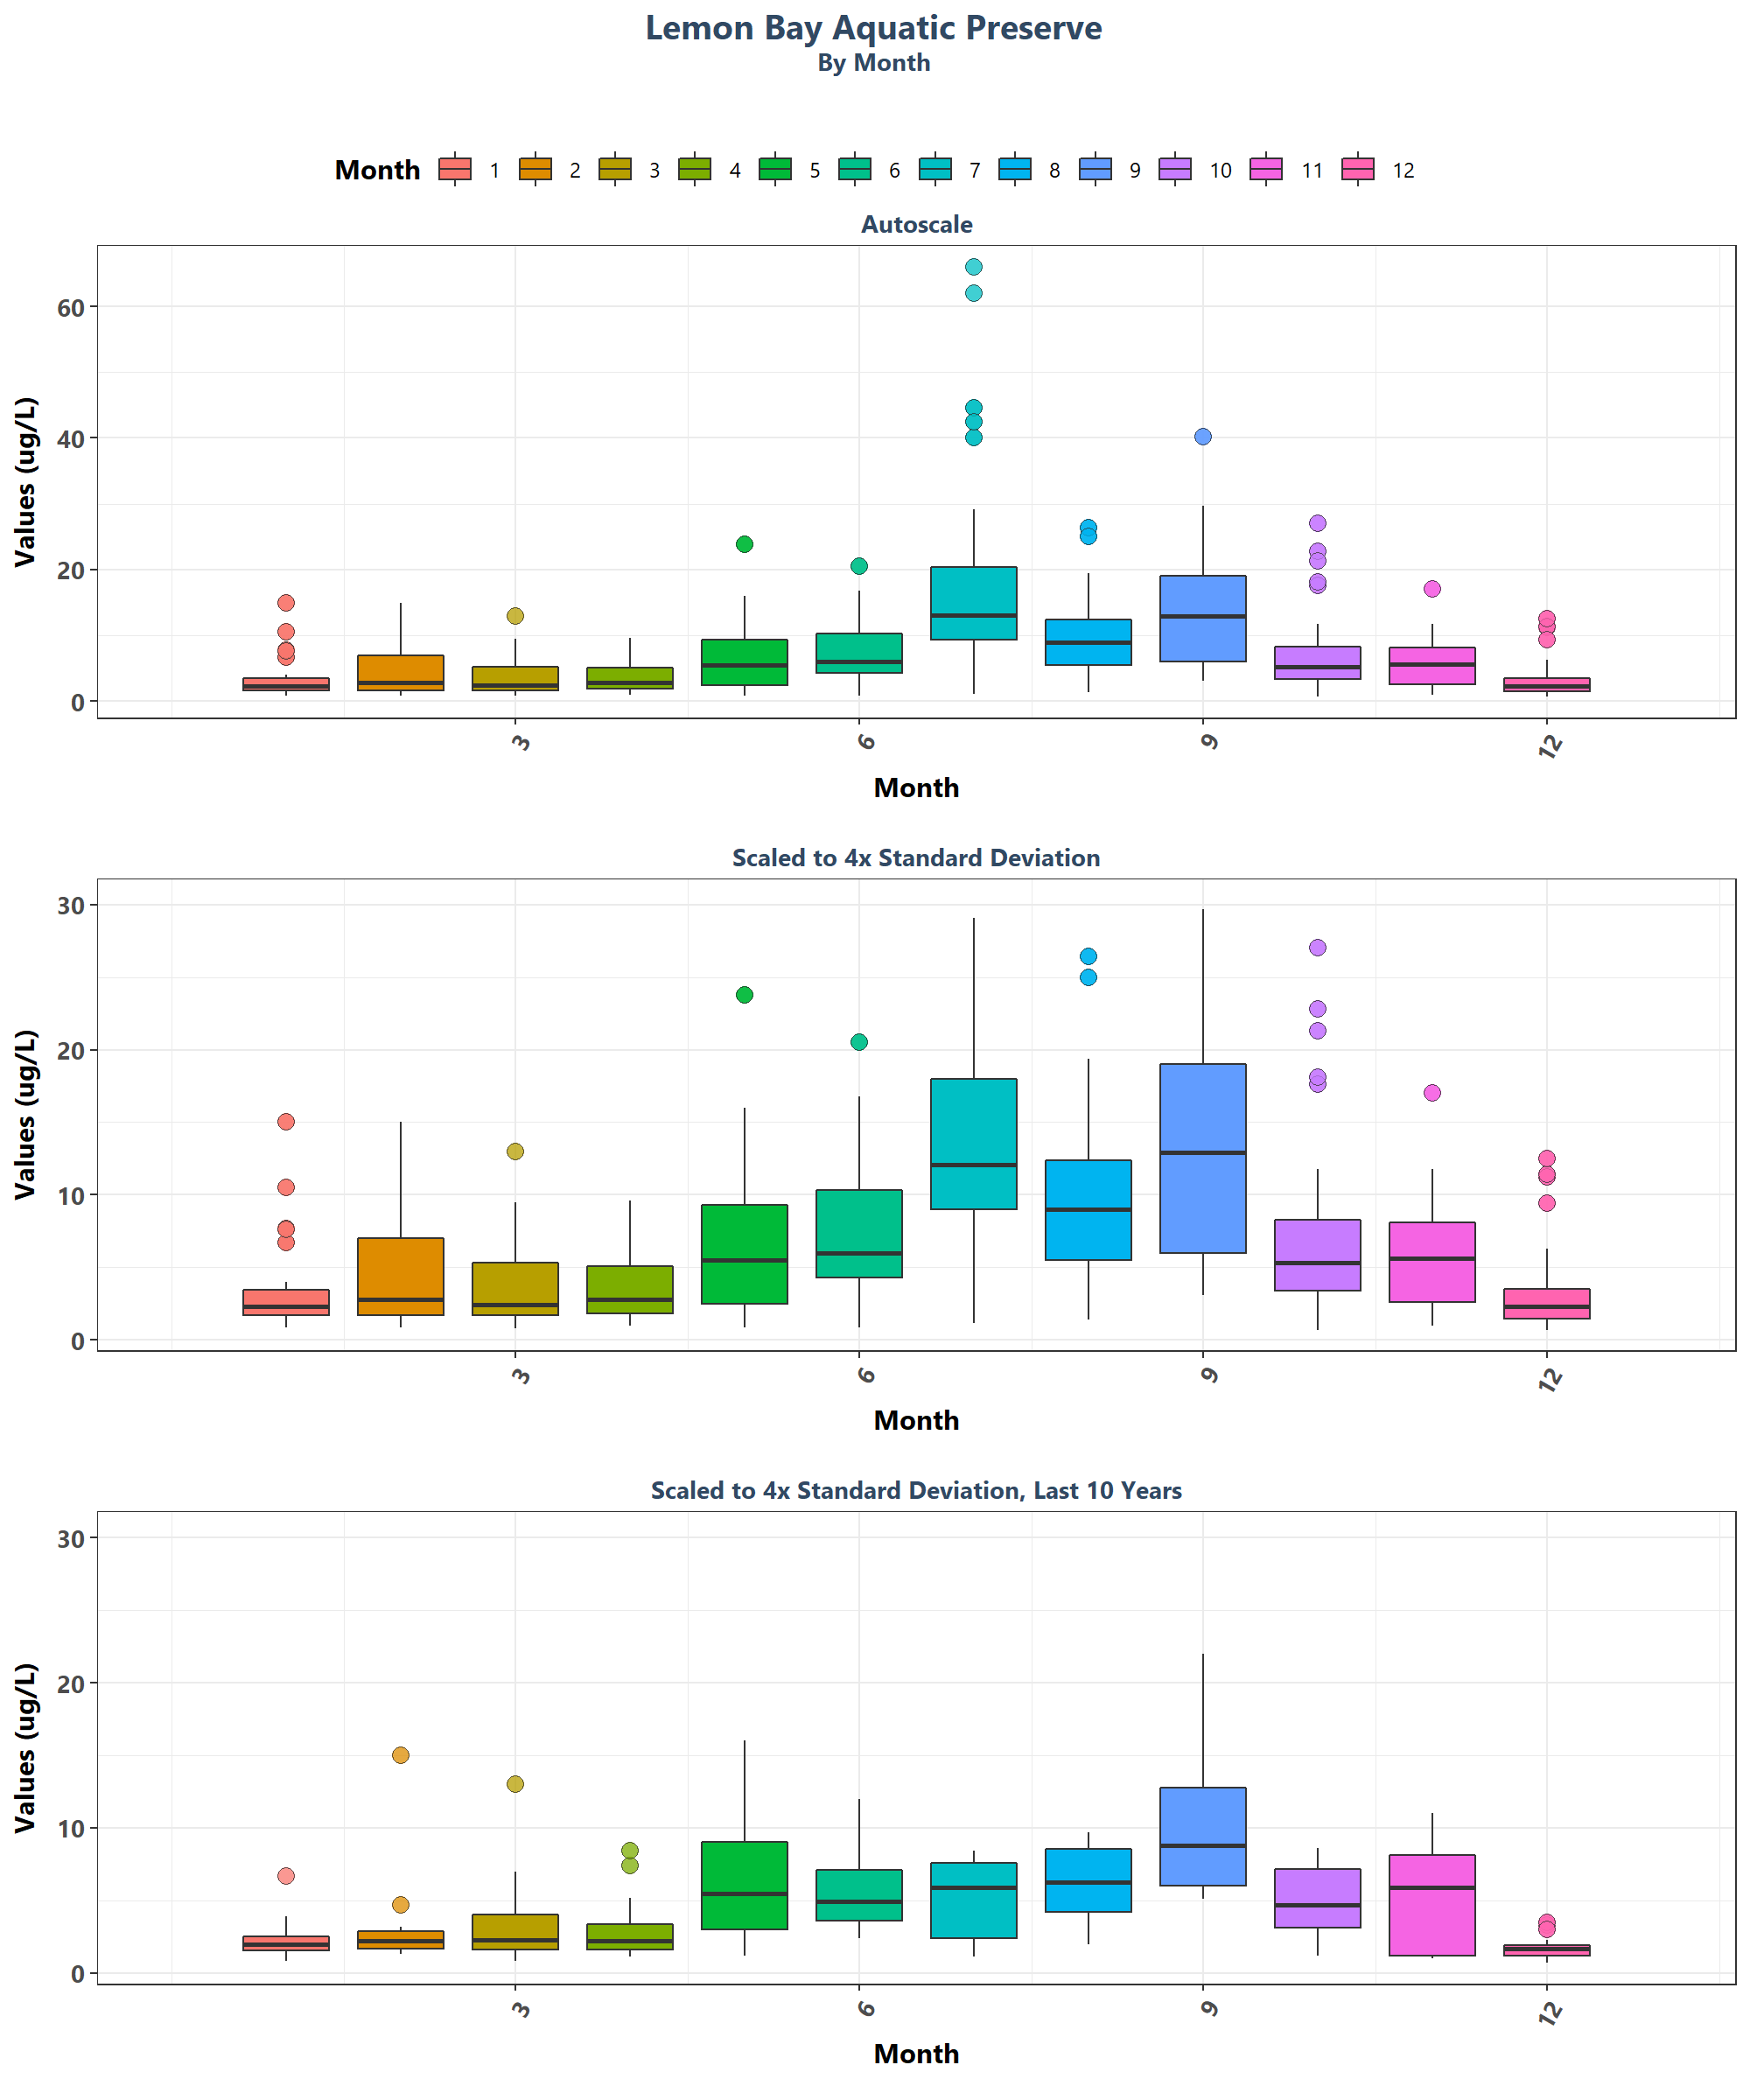 Lemon Bay Aquatic Preserve
By Month
Month 1 2 3 4 5 6 7 8 9 10 11 12
Autoscale
Values (ug/L)
60
40
20
0
3 6 9 12
Month
Scaled to 4x Standard Deviation
Values (ug/L)
30
20
10
0
3 6 9 12
Month
Scaled to 4x Standard Deviation, Last 10 Years
Values (ug/L)
30
20
10
0
3 6 9 12
Month